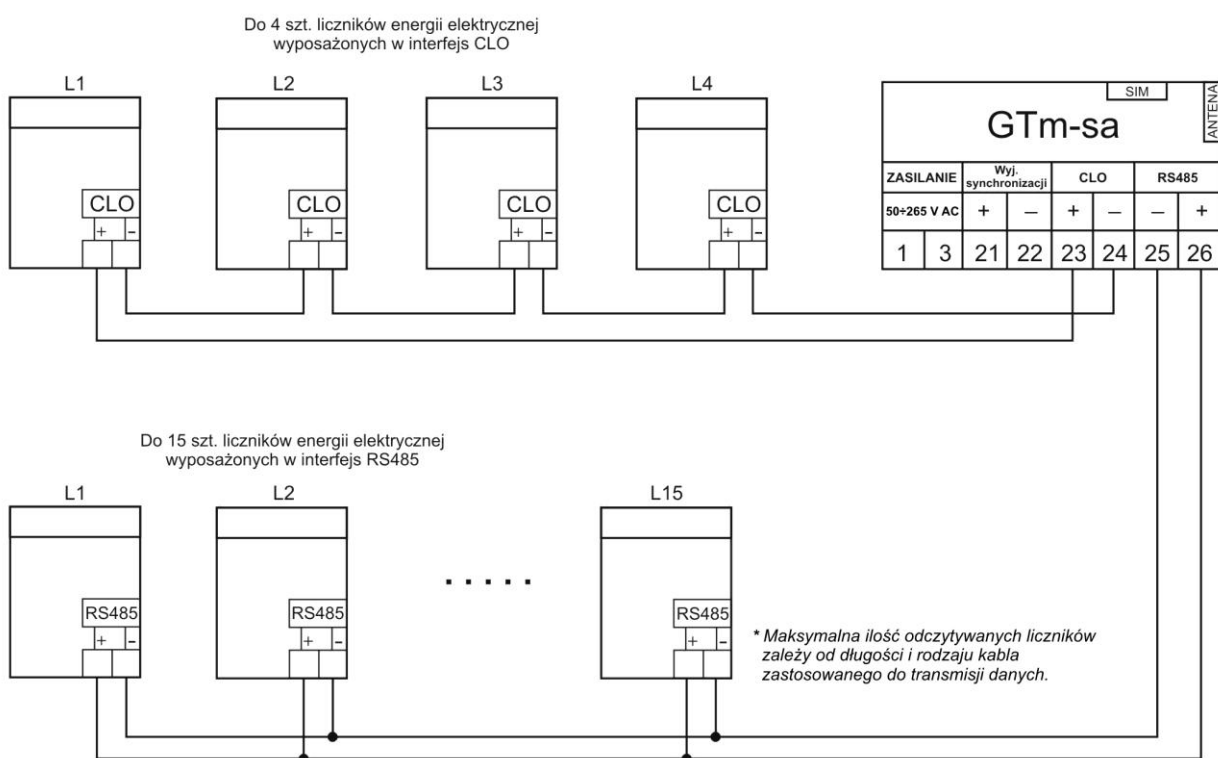 Do 4 szt. liczników energii elektrycznej
wyposażonych w interfejs CLO
L1 L2 L3 L4
CLO CLO CLO CLO
+ - + - + - + -
SIM
ANTENA
GTm-sa
ZASILANIE Wyj. synchronizacji CLO RS485
50÷265 V AC + – + – – +
1 3 21 22 23 24 25 26
Do 15 szt. liczników energii elektrycznej
wyposażonych w interfejs RS485
L1 L2 L15
. . . . .
RS485 RS485 RS485
+ - + - + -
* Maksymalna ilość odczytywanych liczników
zależy od długości i rodzaju kabla
zastosowanego do transmisji danych.